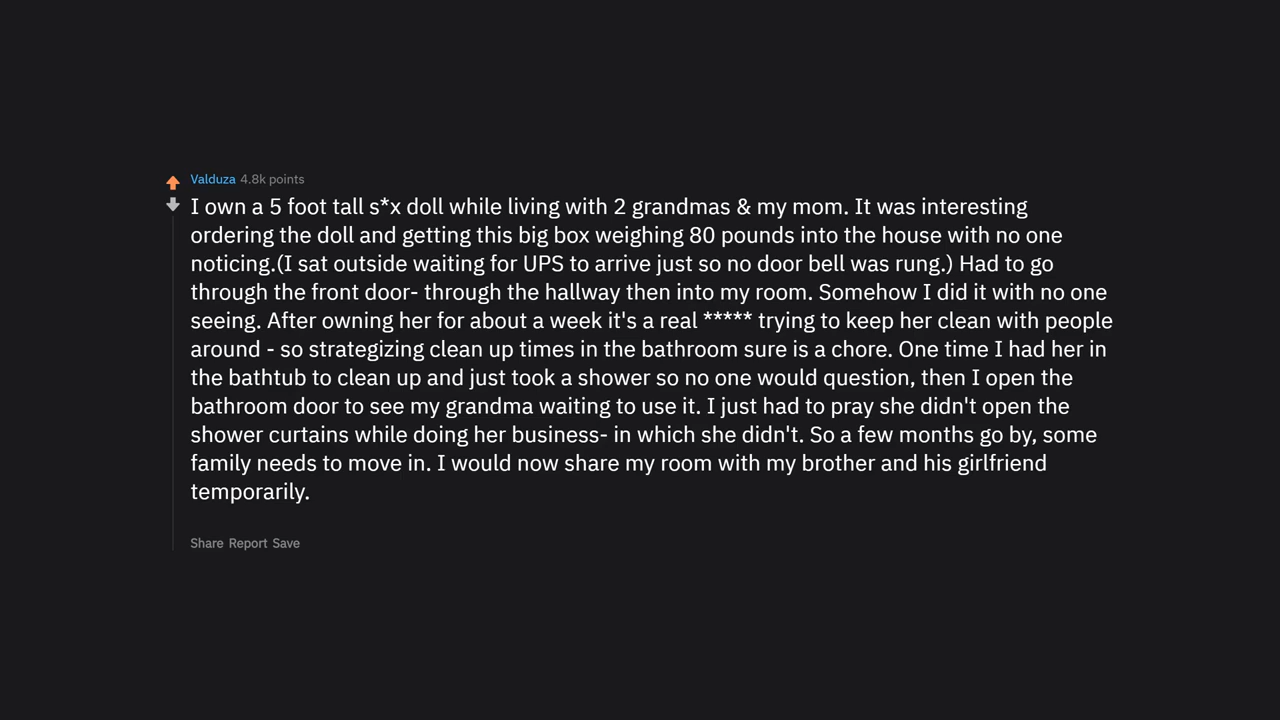 Valduza 4.8k points
I own a 5 foot tall s*x doll while living with 2 grandmas & my mom. It was interesting
ordering the doll and getting this big box weighing 80 pounds into the house with no one
noticing.(I sat outside waiting for UPS to arrive just so no door bell was rung.) Had to go
through the front door- through the hallway then into my room. Somehow I did it with no one
seeing. After owning her for about a week it's a real ***** trying to keep her clean with people
around - so strategizing clean up times in the bathroom sure is a chore. One time I had her in
the bathtub to clean up and just took a shower so no one would question, then I open the
bathroom door to see my grandma waiting to use it. I just had to pray she didn't open the
shower curtains while doing her business- in which she didn't. So a few months go by, some
family needs to move in. I would now share my room with my brother and his girlfriend
temporarily.
Share Report Save